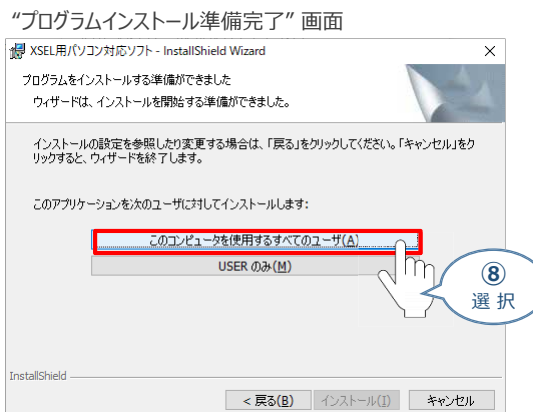 “プログラムインストール準備完了” 画面
XSEL用パソコン対応ソフト - InstallShield Wizard
プログラムをインストールする準備ができました
ウィザードは、インストールを開始する準備ができました。
インストールの設定を参照したり変更する場合は、「戻る」をクリックしてください。「キャンセル」をク
リックすると、ウィザードを終了します。
このアプリケーションを次のユーザに対してインストールします:
このコンピュータを使用するすべてのユーザ(A)
USER のみ(M)
⑧
選 択
InstallShield
< 戻る(B) インストール(I) キャンセル